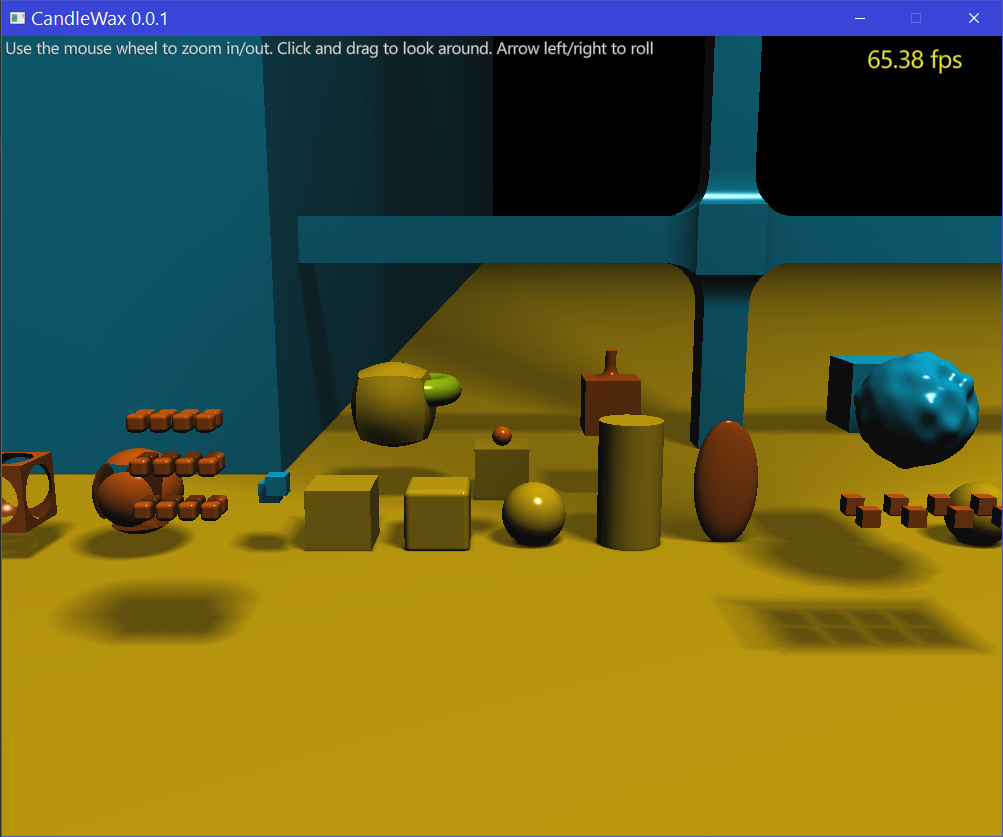 CandleWax 0.0.1
Use the mouse wheel to zoom in/out. Click and drag to look around. Arrow left/right to roll
65.38 fps